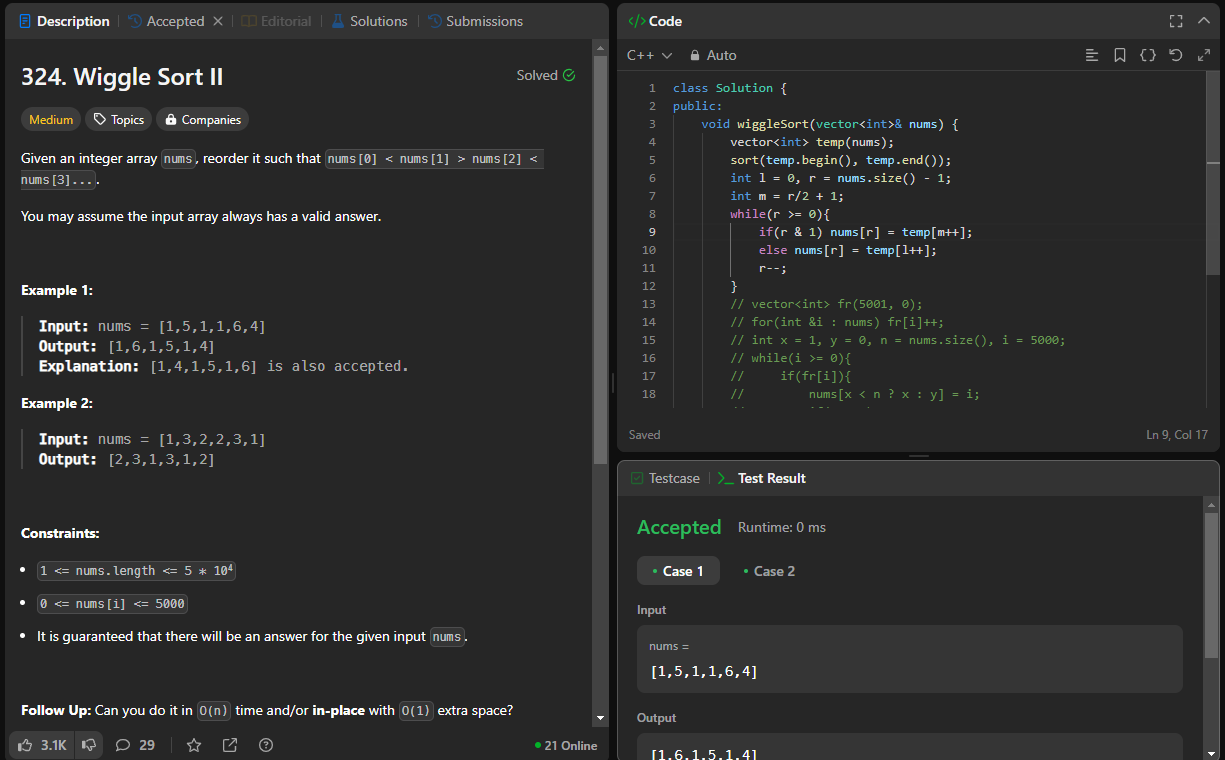 Description
Accepted
Editorial
Solutions
Submissions
324. Wiggle Sort II
Solved
Medium
Topics
Companies
Given an integer array nums, reorder it such that nums[0] < nums[1] > nums[2] <
nums[3]....
You may assume the input array always has a valid answer.
Example 1:
Input: nums = [1,5,1,1,6,4]
Output: [1,6,1,5,1,4]
Explanation: [1,4,1,5,1,6] is also accepted.
Example 2:
Input: nums = [1,3,2,2,3,1]
Output: [2,3,1,3,1,2]
Constraints:
• 1 <= nums.length <= 5 * 10⁴
• 0 <= nums[i] <= 5000
• It is guaranteed that there will be an answer for the given input nums.
Follow Up: Can you do it in O(n) time and/or in-place with O(1) extra space?
3.1K
29
21 Online
</> Code
C++
Auto
1 class Solution {
2 public:
3 void wiggleSort(vector<int>& nums) {
4 vector<int> temp(nums);
5 sort(temp.begin(), temp.end());
6 int l = 0, r = nums.size() - 1;
7 int m = r/2 + 1;
8 while(r >= 0){
9 if(r & 1) nums[r] = temp[m++];
10 else nums[r] = temp[l++];
11 r--;
12 }
13 // vector<int> fr(5001, 0);
14 // for(int &i : nums) fr[i]++;
15 // int x = 1, y = 0, n = nums.size(), i = 5000;
16 // while(i >= 0){
17 // if(fr[i]){
18 // nums[x < n ? x : y] = i;
Saved
Ln 9, Col 17
Testcase
>_ Test Result
Accepted
Runtime: 0 ms
• Case 1
• Case 2
Input
nums =
[1,5,1,1,6,4]
Output
[1,6,1,5,1,4]